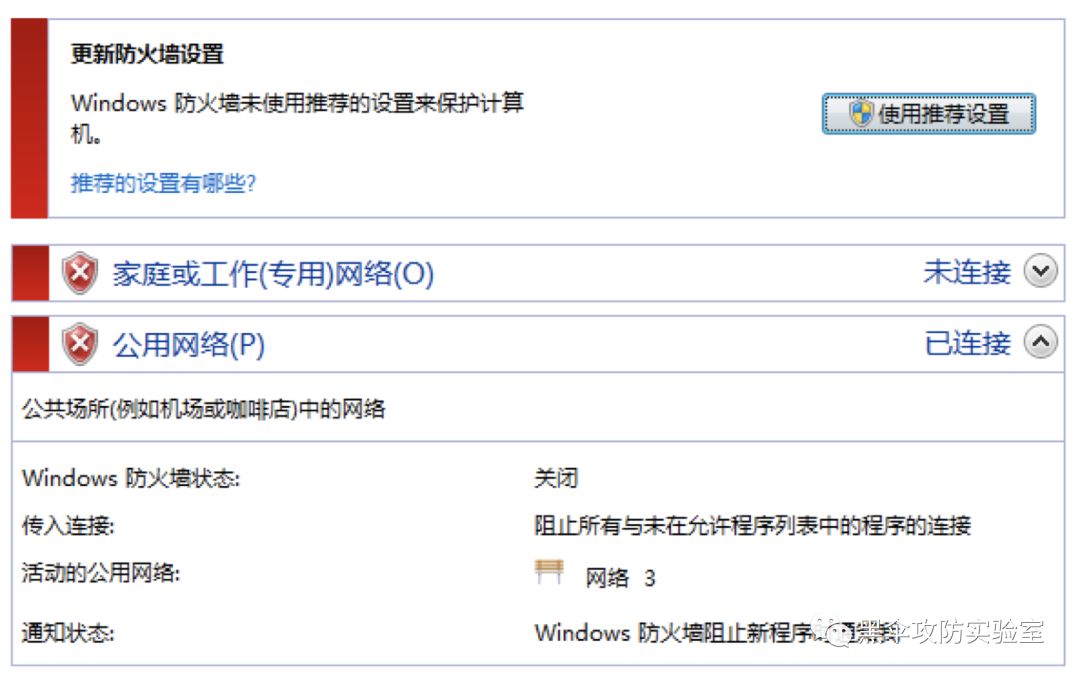 更新防火墙设置
Windows 防火墙未使用推荐的设置来保护计算
机。
使用推荐设置
推荐的设置有哪些?
家庭或工作(专用)网络(O) 未连接
公用网络(P) 已连接
公共场所(例如机场或咖啡店)中的网络
Windows 防火墙状态: 关闭
传入连接: 阻止所有与未在允许程序列表中的程序的连接
活动的公用网络: 网络 3
通知状态: Windows 防火墙阻止新程序时通知我
黑伞攻防实验室